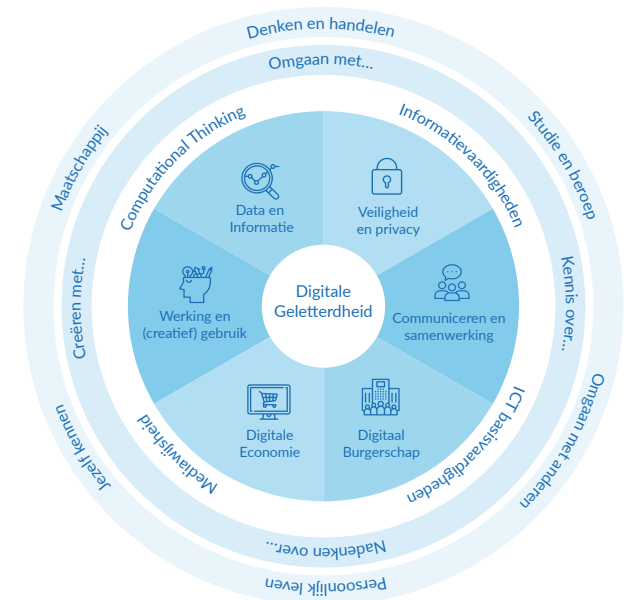 Denken en handelen
Omgaan met...
Computational Thinking
Informatievaardigheden
Maatschappij
Studie en beroep
Data en
Informatie
Veiligheid
en privacy
Creëren met...
Kennis over...
Digitale
Geletterdheid
Werking en
(creatief) gebruik
Communiceren en
samenwerking
Digitale
Economie
Digitaal
Burgerschap
Jezelf kennen
Omgaan met anderen
Mediawijsheid
ICT basisvaardigheden
Nadenken over...
Persoonlijk leven